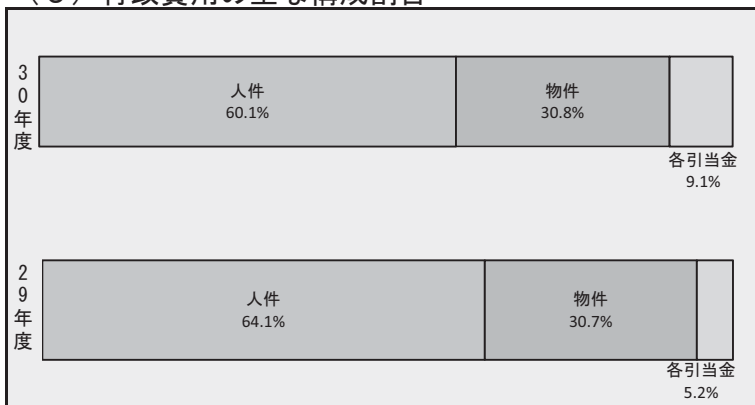 30年度
人件
60.1%
物件
30.8%
各引当金
9.1%
29年度
人件
64.1%
物件
30.7%
各引当金
5.2%